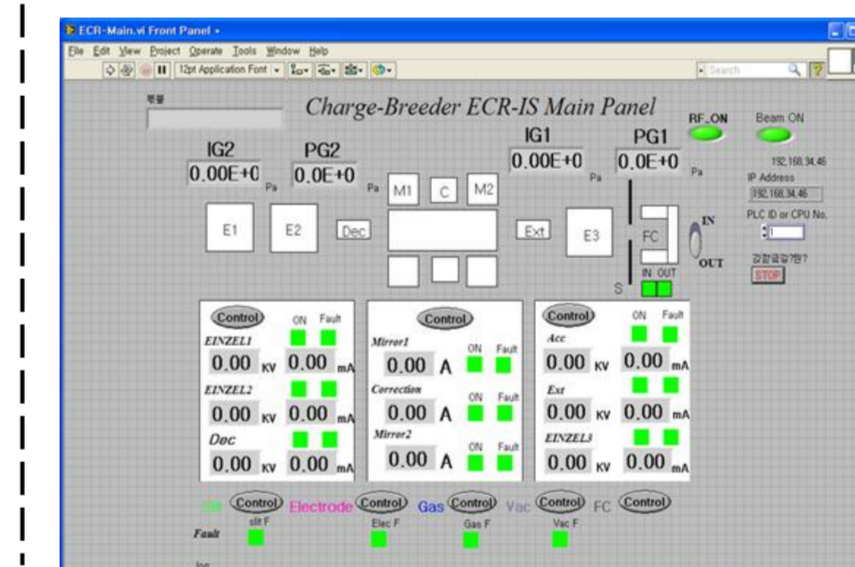 ECR-Main.vi Front Panel *
File Edit View Project Operate Tools Window Help
12pt Application Font
Search
Charge-Breeder ECR-IS Main Panel
RF_ON Beam ON
IG2 PG2 IG1 PG1
0.00E+0 Pa 0.0E+0 Pa 0.00E+0 Pa 0.0E+0 Pa
192,168,34,46
IP Address
192,168,34,46
PLC ID or CPU No,
1
M1 C M2
E1 E2 Dec Ext E3 FC
IN
OUT
STOP
S IN OUT
Control ON Fault
EINZEL1
0.00 KV 0.00 mA
EINZEL2
0.00 KV 0.00 mA
Dec
0.00 KV 0.00 mA
Control
Mirror1 ON Fault
0.00 A
Correction ON Fault
0.00 A
Mirror2 ON Fault
0.00 A
Control ON Fault
Acc
0.00 KV 0.00 mA
Ext
0.00 KV 0.00 mA
EINZEL3
0.00 KV 0.00 mA
Slit Control Electrode Control Gas Control Vac Control FC Control
Fault slit F Elec F Gas F Vac F